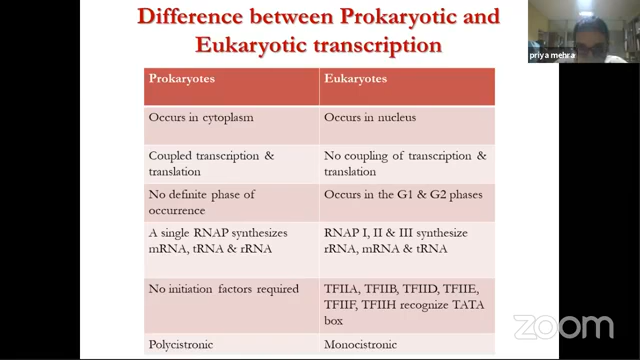 Difference between Prokaryotic and
Eukaryotic transcription
priya mehra
Prokaryotes
Eukaryotes
Occurs in cytoplasm
Occurs in nucleus
Coupled transcription &
translation
No coupling of transcription &
translation
No definite phase of
occurrence
Occurs in the G1 & G2 phases
A single RNAP synthesizes
mRNA, tRNA & rRNA
RNAP I, II & III synthesize
rRNA, mRNA & tRNA
No initiation factors required
TFIIA, TFIIB, TFIID, TFIIE,
TFIIF, TFIIH recognize TATA
box
Polycistronic
Monocistronic
zoom